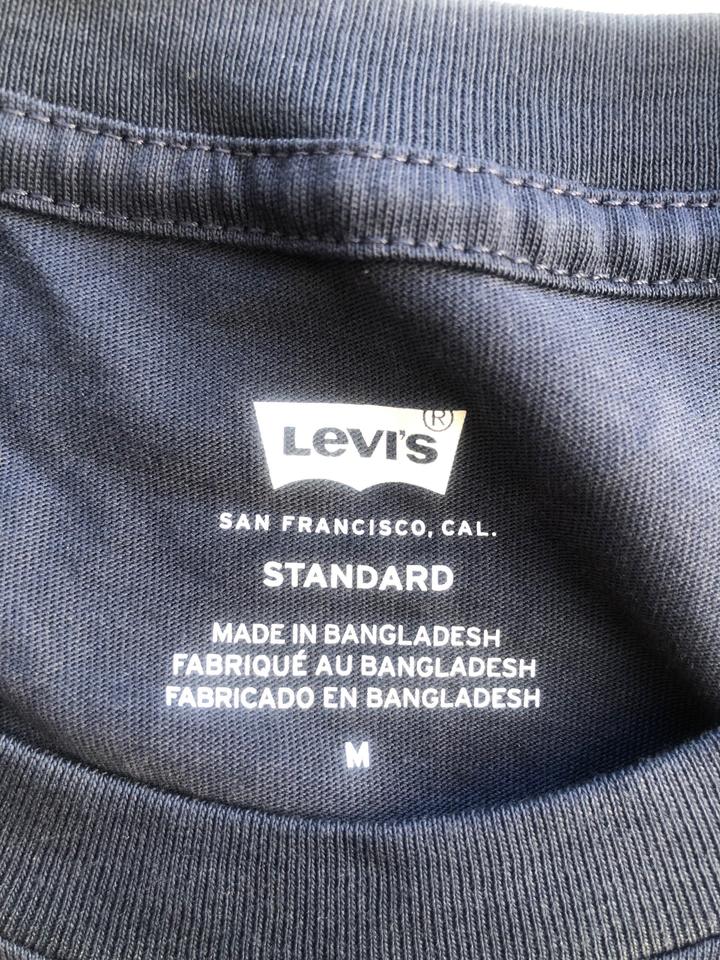 Levi's®
SAN FRANCISCO, CAL.
STANDARD
MADE IN BANGLADESH
FABRIQUÉ AU BANGLADESH
FABRICADO EN BANGLADESH
M